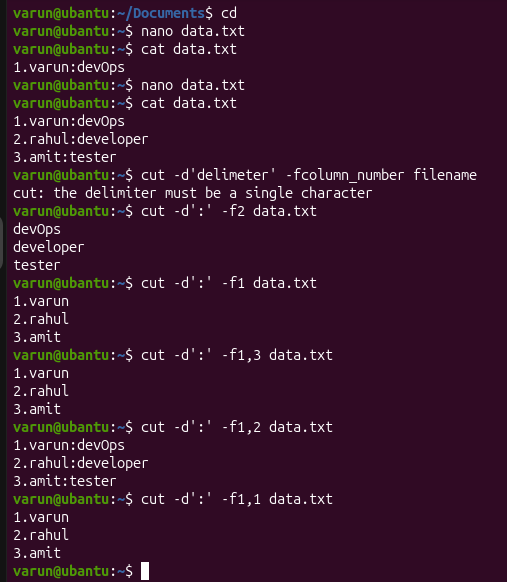 varun@ubantu:~/Documents$ cd
varun@ubantu:~$ nano data.txt
varun@ubantu:~$ cat data.txt
1.varun:devOps
varun@ubantu:~$ nano data.txt
varun@ubantu:~$ cat data.txt
1.varun:devOps
2.rahul:developer
3.amit:tester
varun@ubantu:~$ cut -d'delimeter' -fcolumn_number filename
cut: the delimiter must be a single character
varun@ubantu:~$ cut -d':' -f2 data.txt
devOps
developer
tester
varun@ubantu:~$ cut -d':' -f1 data.txt
1.varun
2.rahul
3.amit
varun@ubantu:~$ cut -d':' -f1,3 data.txt
1.varun
2.rahul
3.amit
varun@ubantu:~$ cut -d':' -f1,2 data.txt
1.varun:devOps
2.rahul:developer
3.amit:tester
varun@ubantu:~$ cut -d':' -f1,1 data.txt
1.varun
2.rahul
3.amit
varun@ubantu:~$